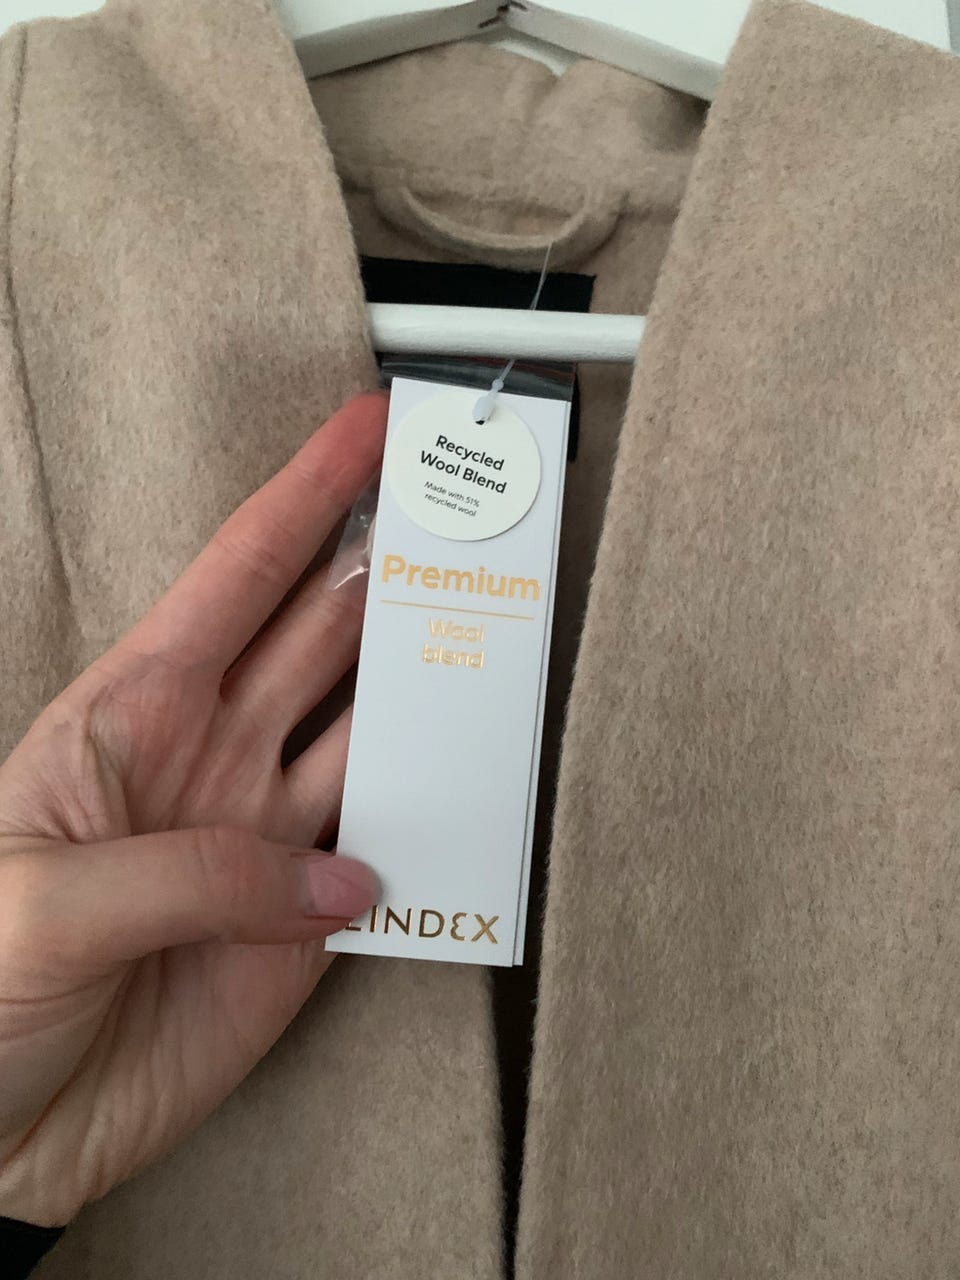 Recycled
Wool Blend
Made with 51%
recycled wool
Premium
Wool
blend
LINDEX